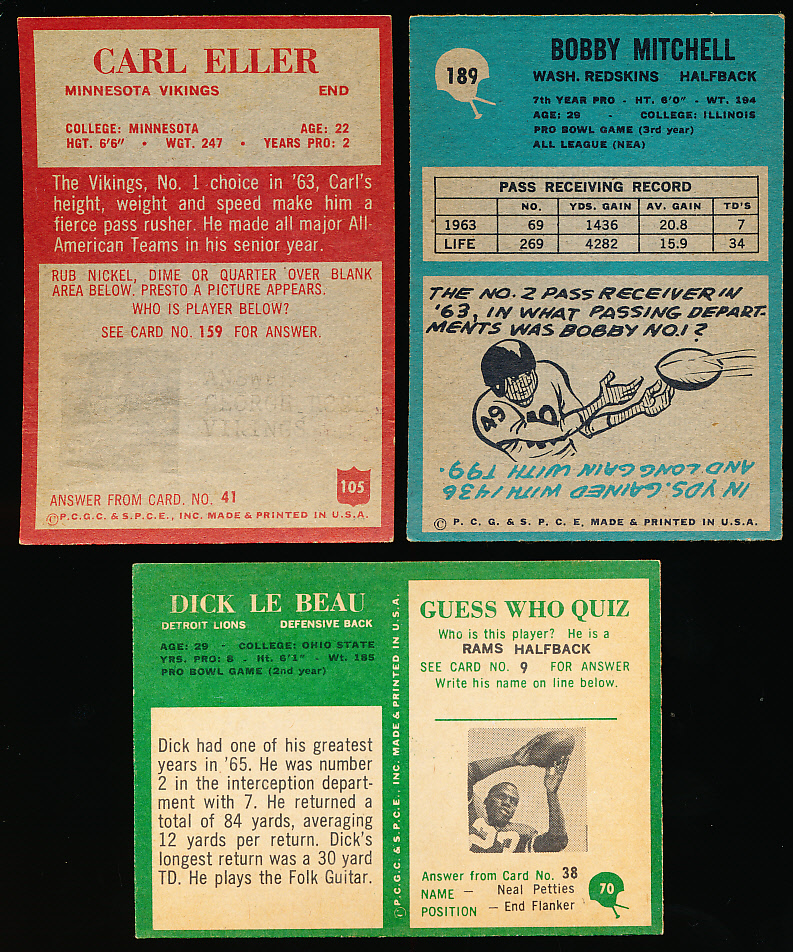 CARL ELLER
MINNESOTA VIKINGS END
COLLEGE: MINNESOTA AGE: 22
HGT. 6'6" • WGT. 247 • YEARS PRO: 2
The Vikings, No. 1 choice in '63, Carl's
height, weight and speed make him a
fierce pass rusher. He made all major All-
American Teams in his senior year.
RUB NICKEL, DIME OR QUARTER OVER BLANK
AREA BELOW. PRESTO A PICTURE APPEARS.
WHO IS PLAYER BELOW?
SEE CARD NO. 159 FOR ANSWER.
ANSWER FROM CARD. NO. 41
105
©P.C.G.C. & S.P.C.E., INC. MADE & PRINTED IN U.S.A.
189
BOBBY MITCHELL
WASH. REDSKINS HALFBACK
7th YEAR PRO - HT. 6'0" - WT. 194
AGE: 29 - COLLEGE: ILLINOIS
PRO BOWL GAME (3rd year)
ALL LEAGUE (NEA)
PASS RECEIVING RECORD
NO. YDS. GAIN AV. GAIN TD'S
1963 69 1436 20.8 7
LIFE 269 4282 15.9 34
THE NO. 2 PASS RECEIVER IN
'63, IN WHAT PASSING DEPART-
MENTS WAS BOBBY NO. 1?
49
IN YDS. GAINED WITH 1436
AND LONG GAIN WITH T99.
© P. C. G. & S. P. C. E. MADE & PRINTED IN U.S.A.
DICK LE BEAU
DETROIT LIONS DEFENSIVE BACK
AGE: 29 - COLLEGE: OHIO STATE
YRS. PRO: 8 - Ht. 6'1" - Wt. 185
PRO BOWL GAME (2nd year)
Dick had one of his greatest
years in '65. He was number
2 in the interception depart-
ment with 7. He returned a
total of 84 yards, averaging
12 yards per return. Dick's
longest return was a 30 yard
TD. He plays the Folk Guitar.
©P.C.G.C. & S.P.C.E., INC. MADE & PRINTED IN U.S.A.
GUESS WHO QUIZ
Who is this player? He is a
RAMS HALFBACK
SEE CARD NO. 9 FOR ANSWER
Write his name on line below.
Answer from Card No. 38
NAME — Neal Petties
POSITION — End Flanker
70